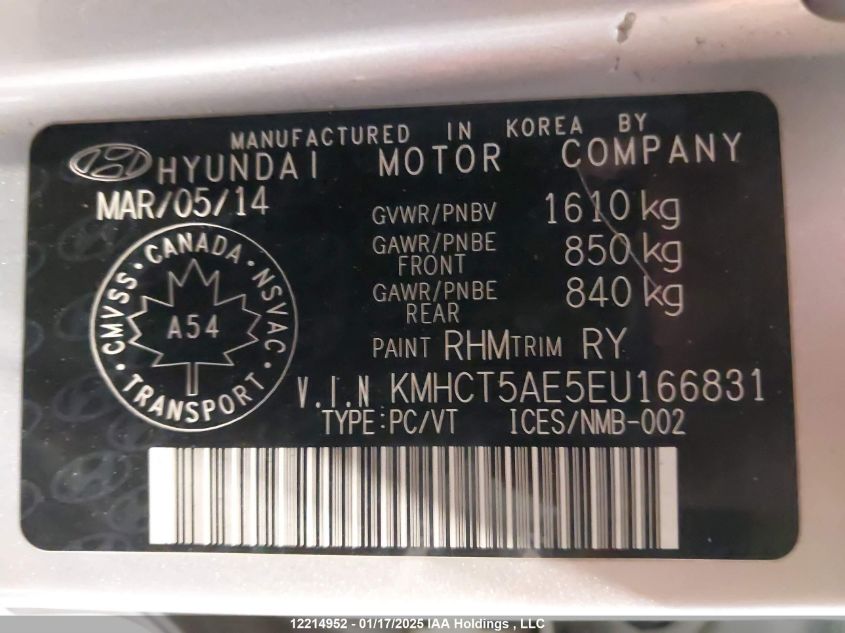 MANUFACTURED IN KOREA BY
HYUNDAI MOTOR COMPANY
MAR/05/14
GVWR/PNBV 1610 kg
GAWR/PNBE FRONT 850 kg
GAWR/PNBE REAR 840 kg
CMVSS · CANADA · NSVAC · TRANSPORT ·
A54
PAINT RHM TRIM RY
V.I.N KMHCT5AE5EU166831
TYPE:PC/VT ICES/NMB-002
12214952 - 01/17/2025 IAA Holdings , LLC